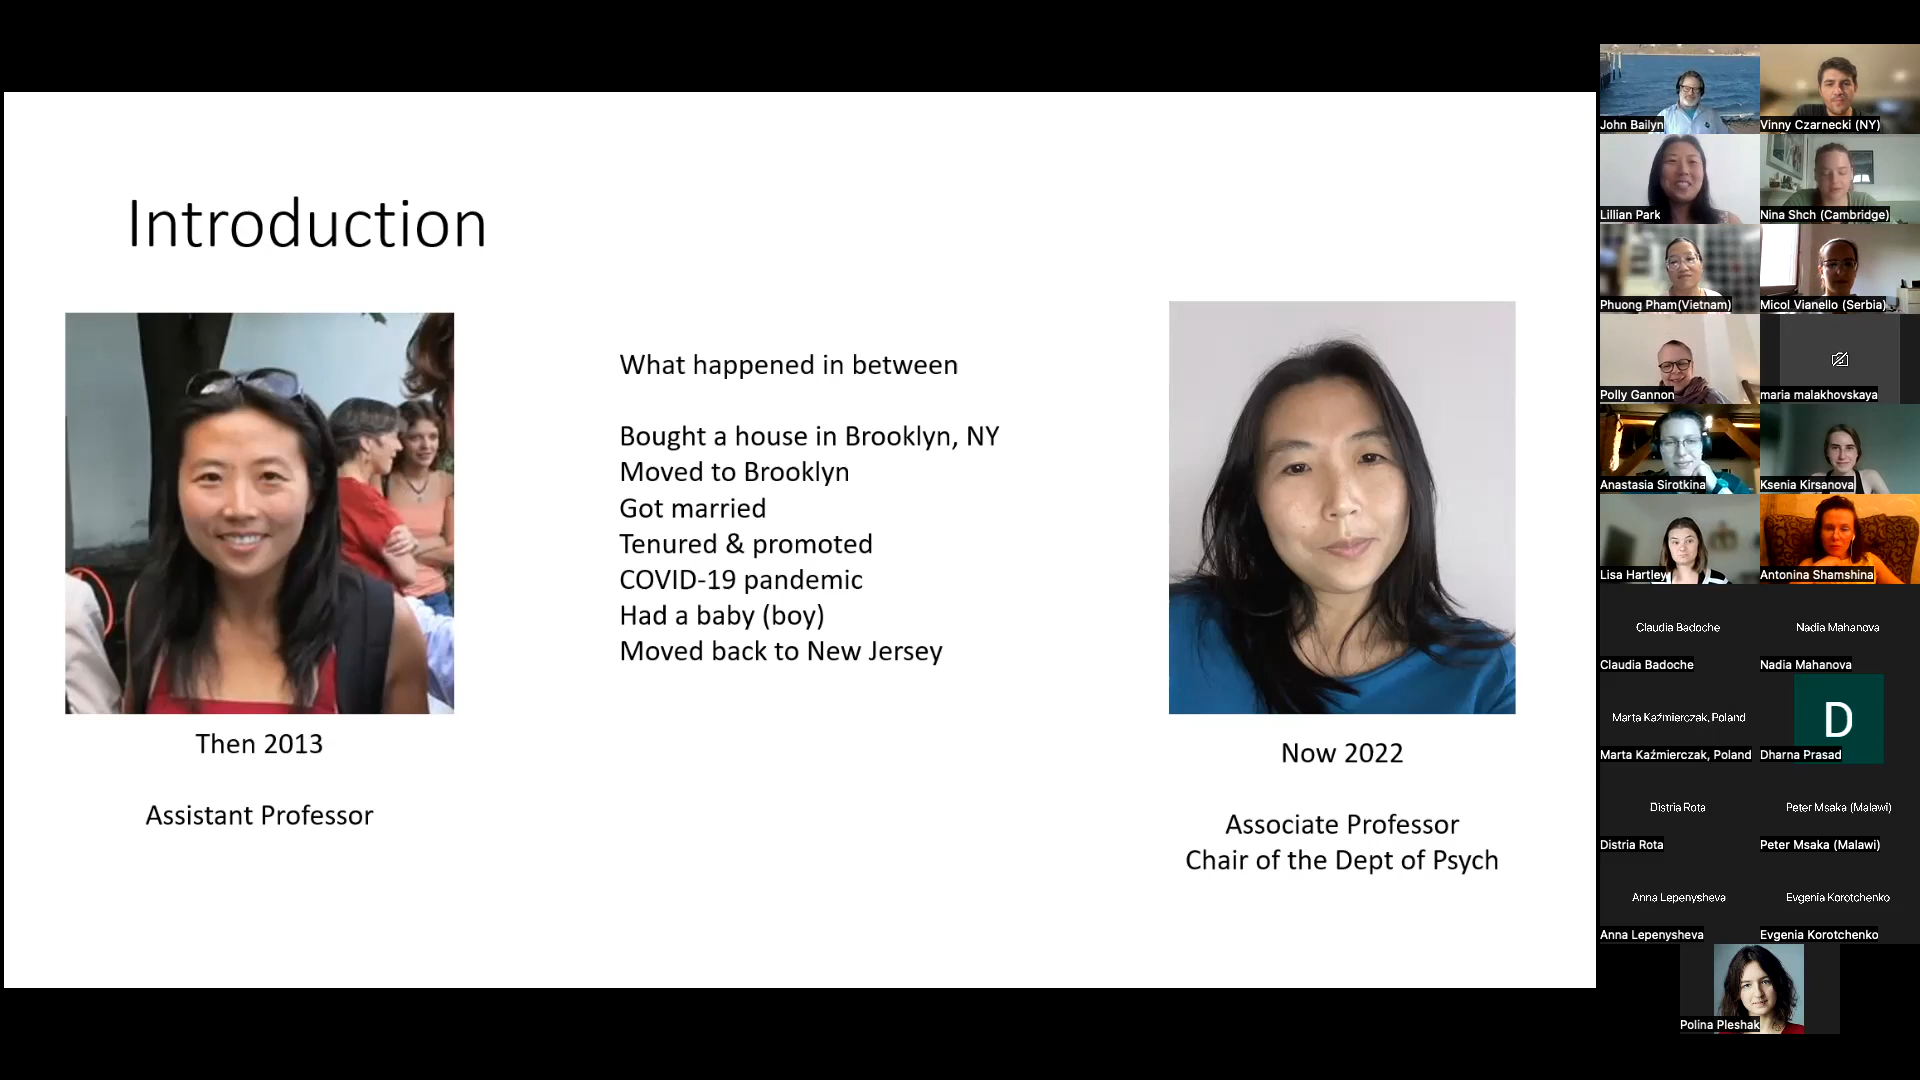 Introduction
What happened in between
Bought a house in Brooklyn, NY
Moved to Brooklyn
Got married
Tenured & promoted
COVID-19 pandemic
Had a baby (boy)
Moved back to New Jersey
Then 2013
Assistant Professor
Now 2022
Associate Professor
Chair of the Dept of Psych
John Bailyn
Vinny Czarnecki (NY)
Lillian Park
Nina Shch (Cambridge)
Phuong Pham(Vietnam)
Micol Vianello (Serbia)
Polly Gannon
maria malakhovskaya
Anastasia Sirotkina
Ksenia Kirsanova
Lisa Hartley
Antonina Shamshina
Claudia Badoche
Nadia Mahanova
Claudia Badoche
Nadia Mahanova
Marta Kaźmierczak, Poland
D
Marta Kaźmierczak, Poland
Dharna Prasad
Distria Rota
Peter Msaka (Malawi)
Distria Rota
Peter Msaka (Malawi)
Anna Lepenysheva
Evgenia Korotchenko
Anna Lepenysheva
Evgenia Korotchenko
Polina Pleshak